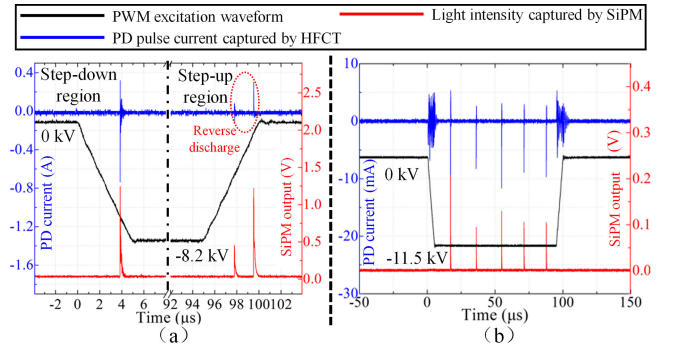 PWM excitation waveform
Light intensity captured by SiPM
PD pulse current captured by HFCT
Step-down region
Step-up region
Reverse discharge
0 kV
-8.2 kV
PD current (A)
0.4
0.0
-0.4
-0.8
-1.2
-1.6
SiPM output (V)
2.5
2.0
1.5
1.0
0.5
0.0
-2 0 2 4 6 92 94 96 98 100 102
Time (μs)
(a)
0 kV
-11.5 kV
PD current (mA)
10
5
0
-5
-10
-20
-30
SiPM output (V)
0.4
0.3
0.2
0.1
0.0
-50 0 50 100 150
Time (μs)
(b)